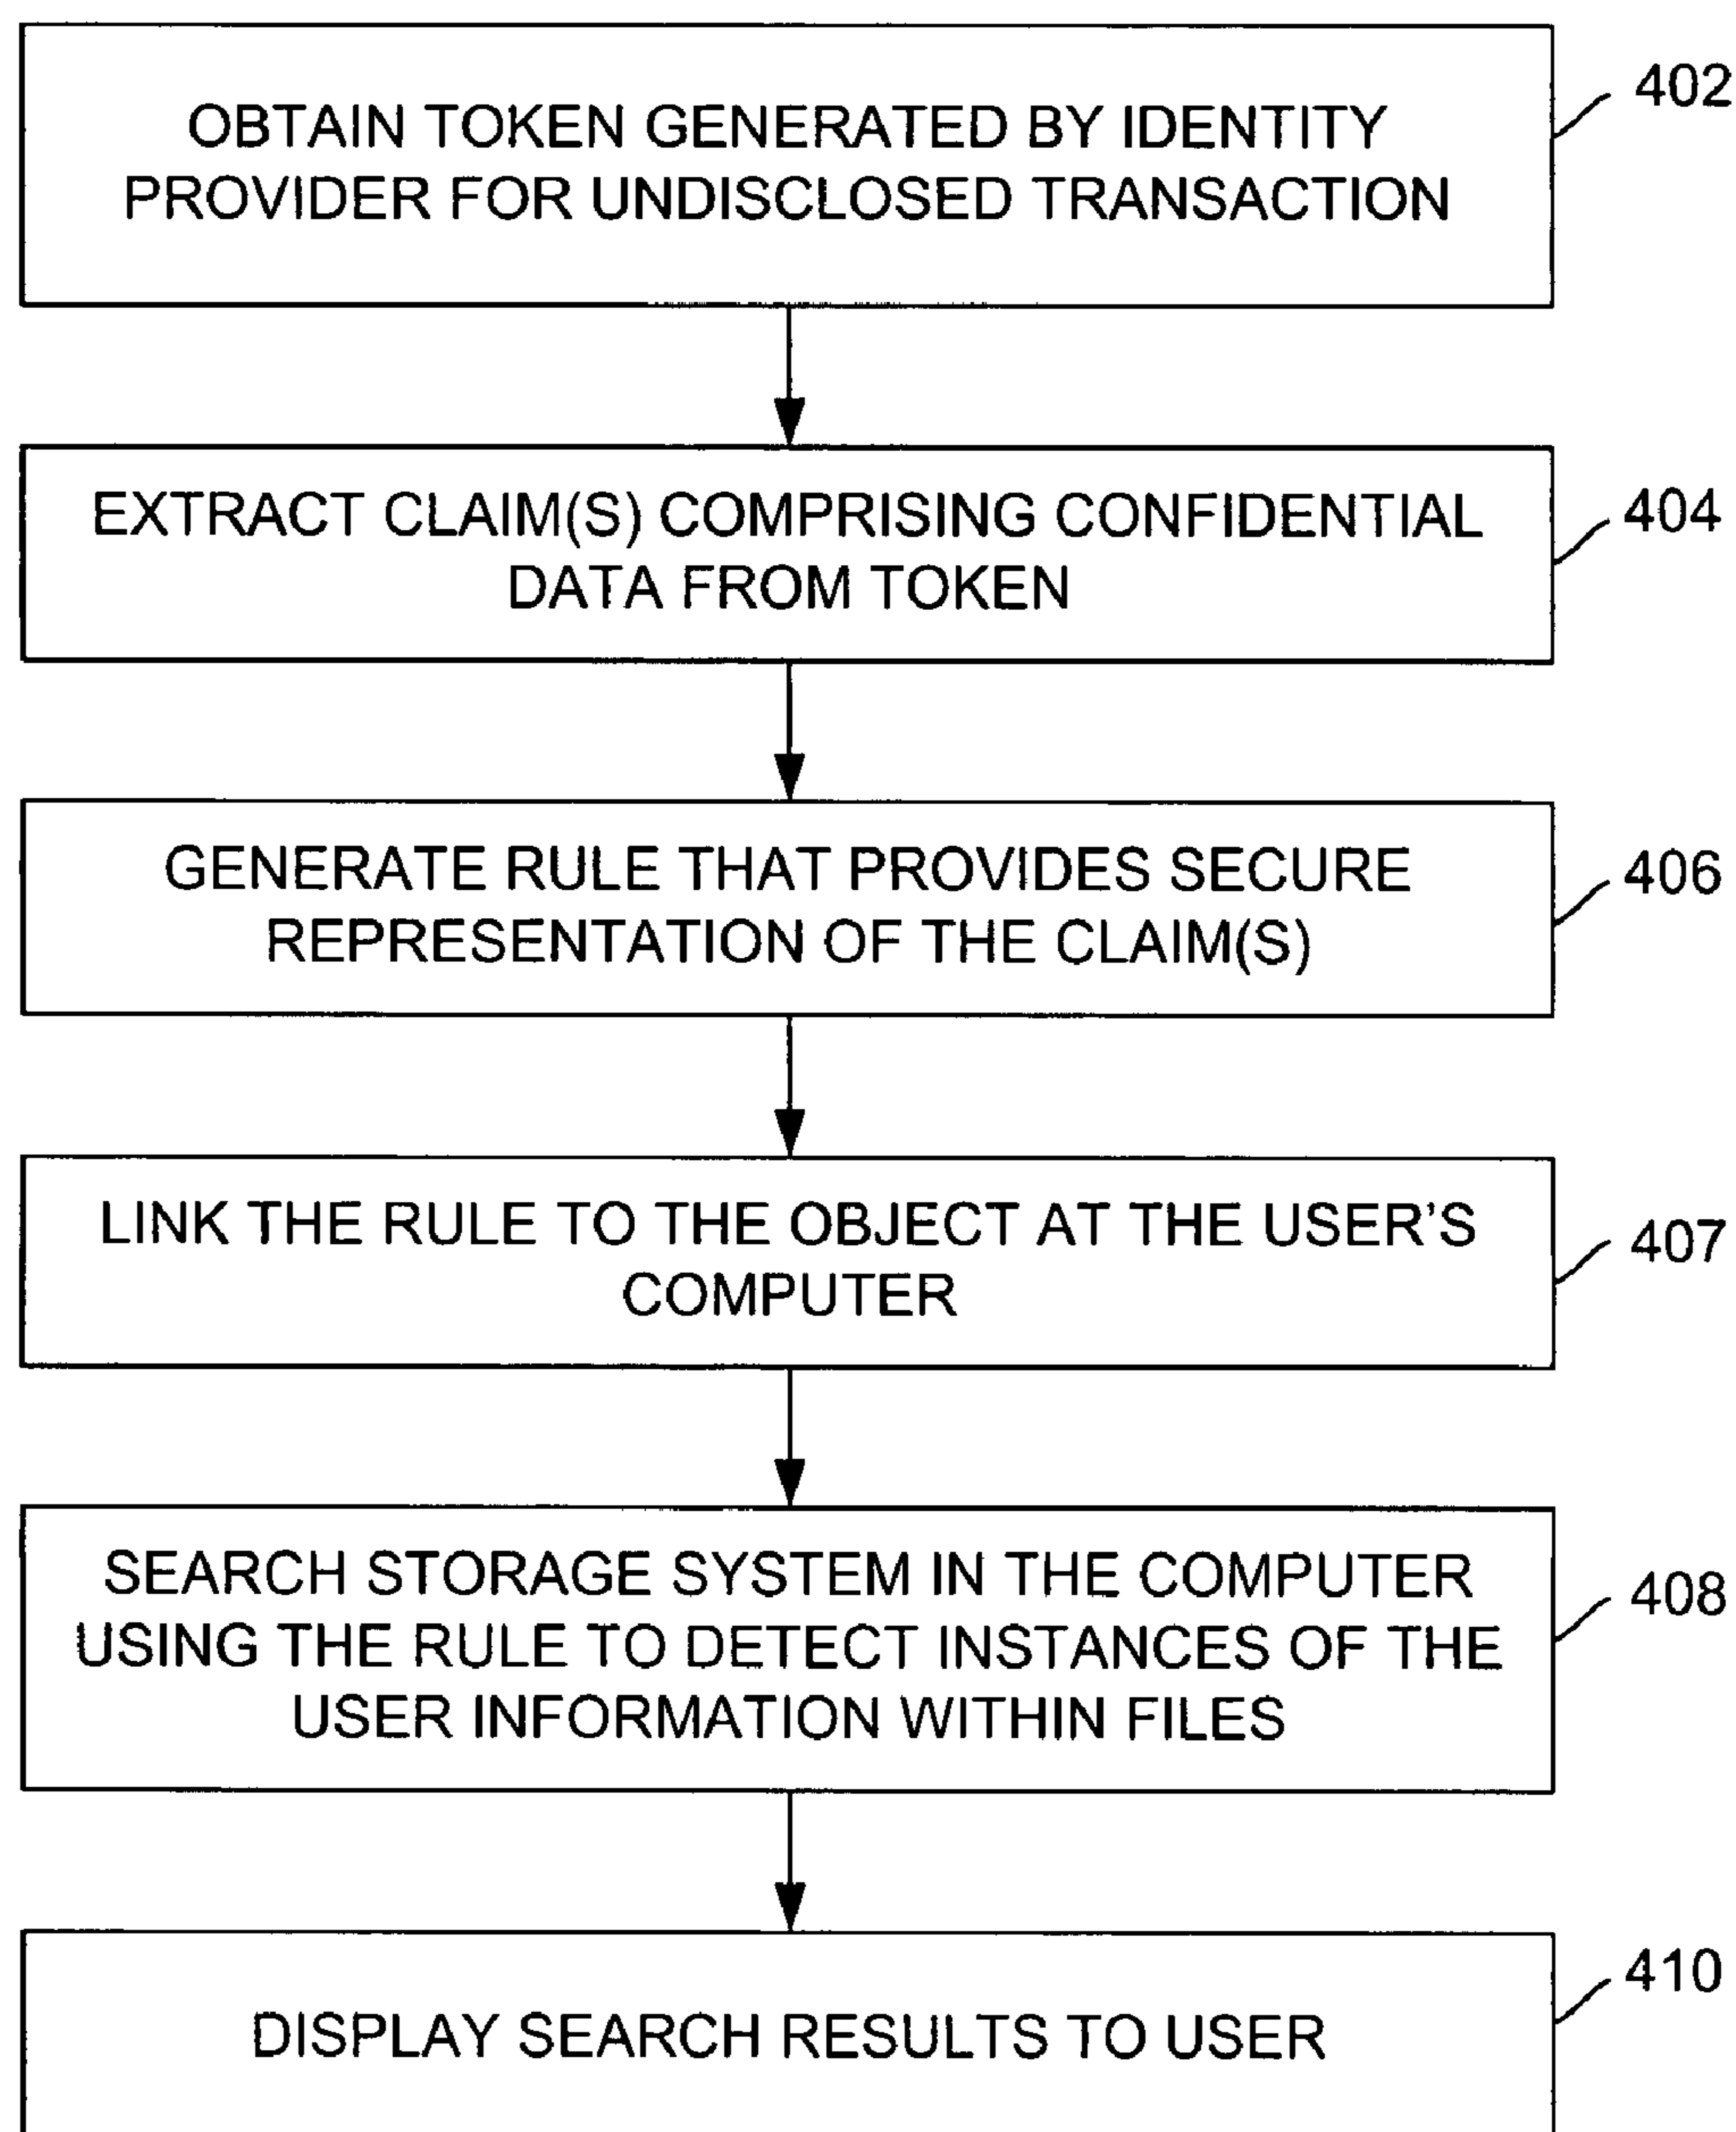 OBTAIN TOKEN GENERATED BY IDENTITY
PROVIDER FOR UNDISCLOSED TRANSACTION
402
EXTRACT CLAIM(S) COMPRISING CONFIDENTIAL
DATA FROM TOKEN
404
GENERATE RULE THAT PROVIDES SECURE
REPRESENTATION OF THE CLAIM(S)
406
LINK THE RULE TO THE OBJECT AT THE USER'S
COMPUTER
407
SEARCH STORAGE SYSTEM IN THE COMPUTER
USING THE RULE TO DETECT INSTANCES OF THE
USER INFORMATION WITHIN FILES
408
DISPLAY SEARCH RESULTS TO USER
410